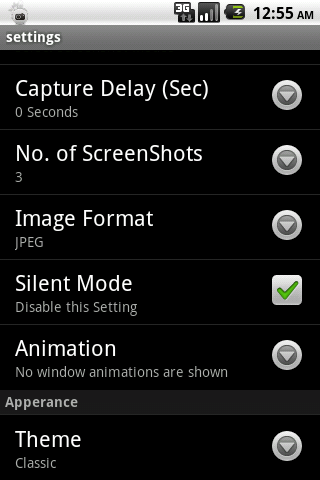 3G 12:55 AM
settings
Capture Delay (Sec)
0 Seconds
No. of ScreenShots
3
Image Format
JPEG
Silent Mode
Disable this Setting
Animation
No window animations are shown
Apperance
Theme
Classic